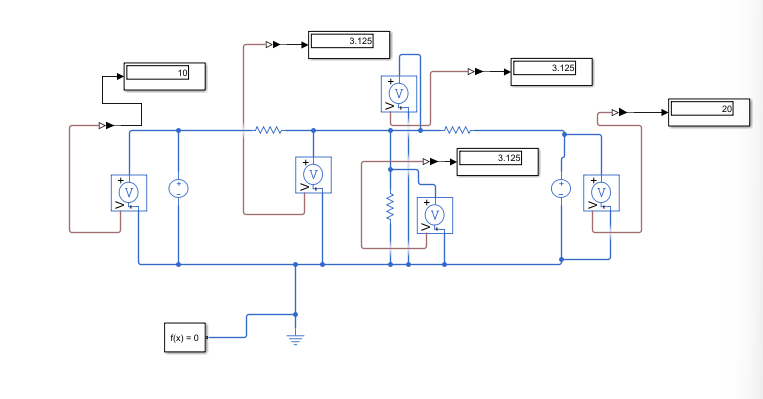 3.125
10
3.125
20
+
V
V
3.125
+
V
V
+
V
V
+
-
+
V
V
+
-
+
V
V
f(x) = 0